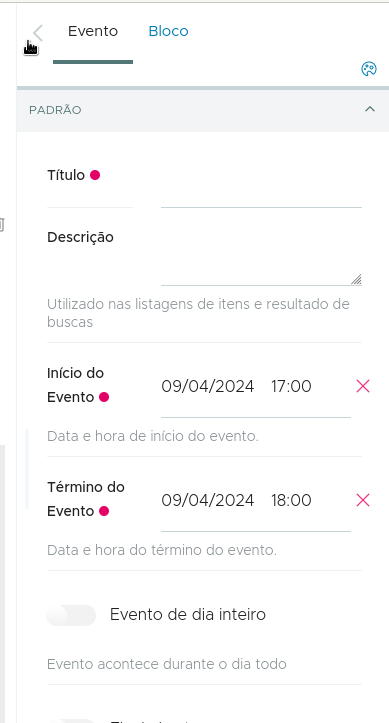 Evento Bloco
PADRÃO
Título
Descrição
Utilizado nas listagens de itens e resultado de
buscas
Início do
Evento
09/04/2024 17:00
Data e hora de início do evento.
Término do
Evento
09/04/2024 18:00
Data e hora do término do evento.
Evento de dia inteiro
Evento acontece durante o dia todo